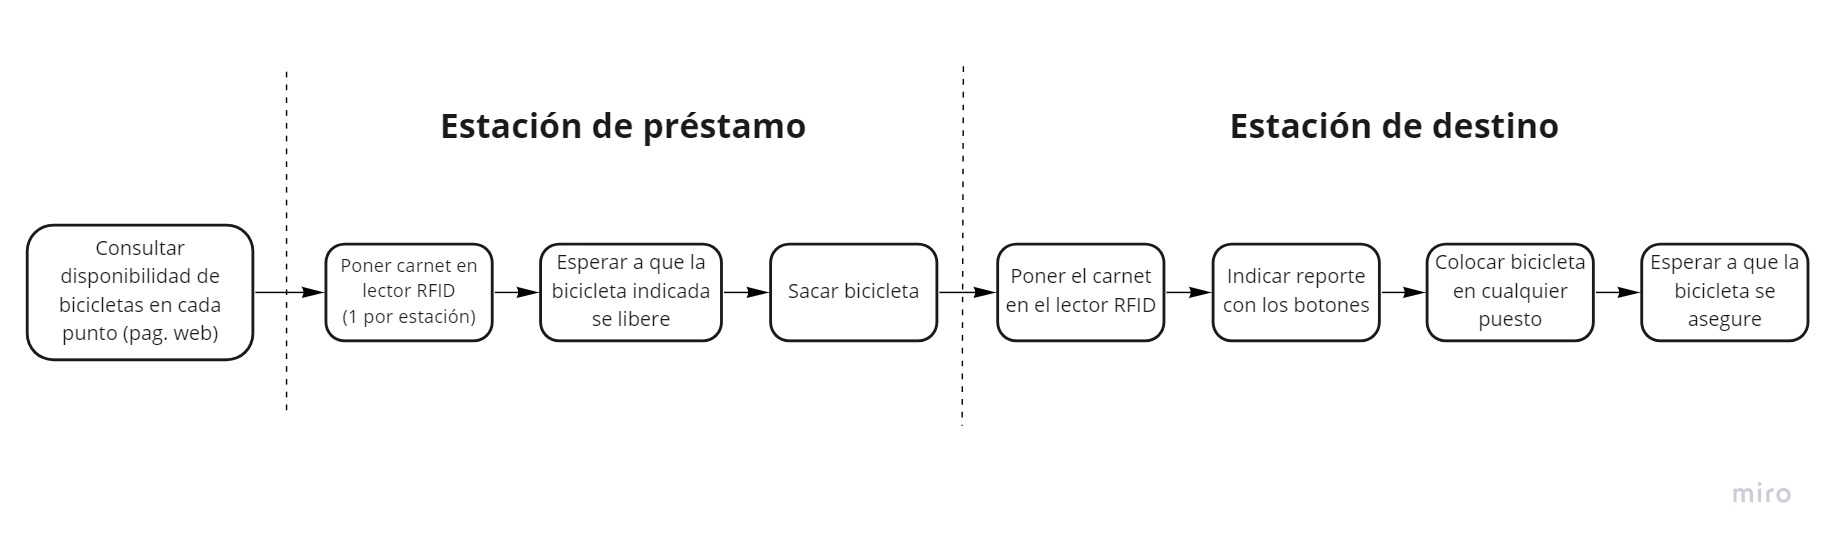 Estación de préstamo
Estación de destino
Consultar
disponibilidad de
bicicletas en cada
punto (pag. web)
Poner carnet en
lector RFID
(1 por estación)
Esperar a que la
bicicleta indicada
se libere
Sacar bicicleta
Poner el carnet
en el lector RFID
Indicar reporte
con los botones
Colocar bicicleta
en cualquier
puesto
Esperar a que la
bicicleta se
asegure
miro